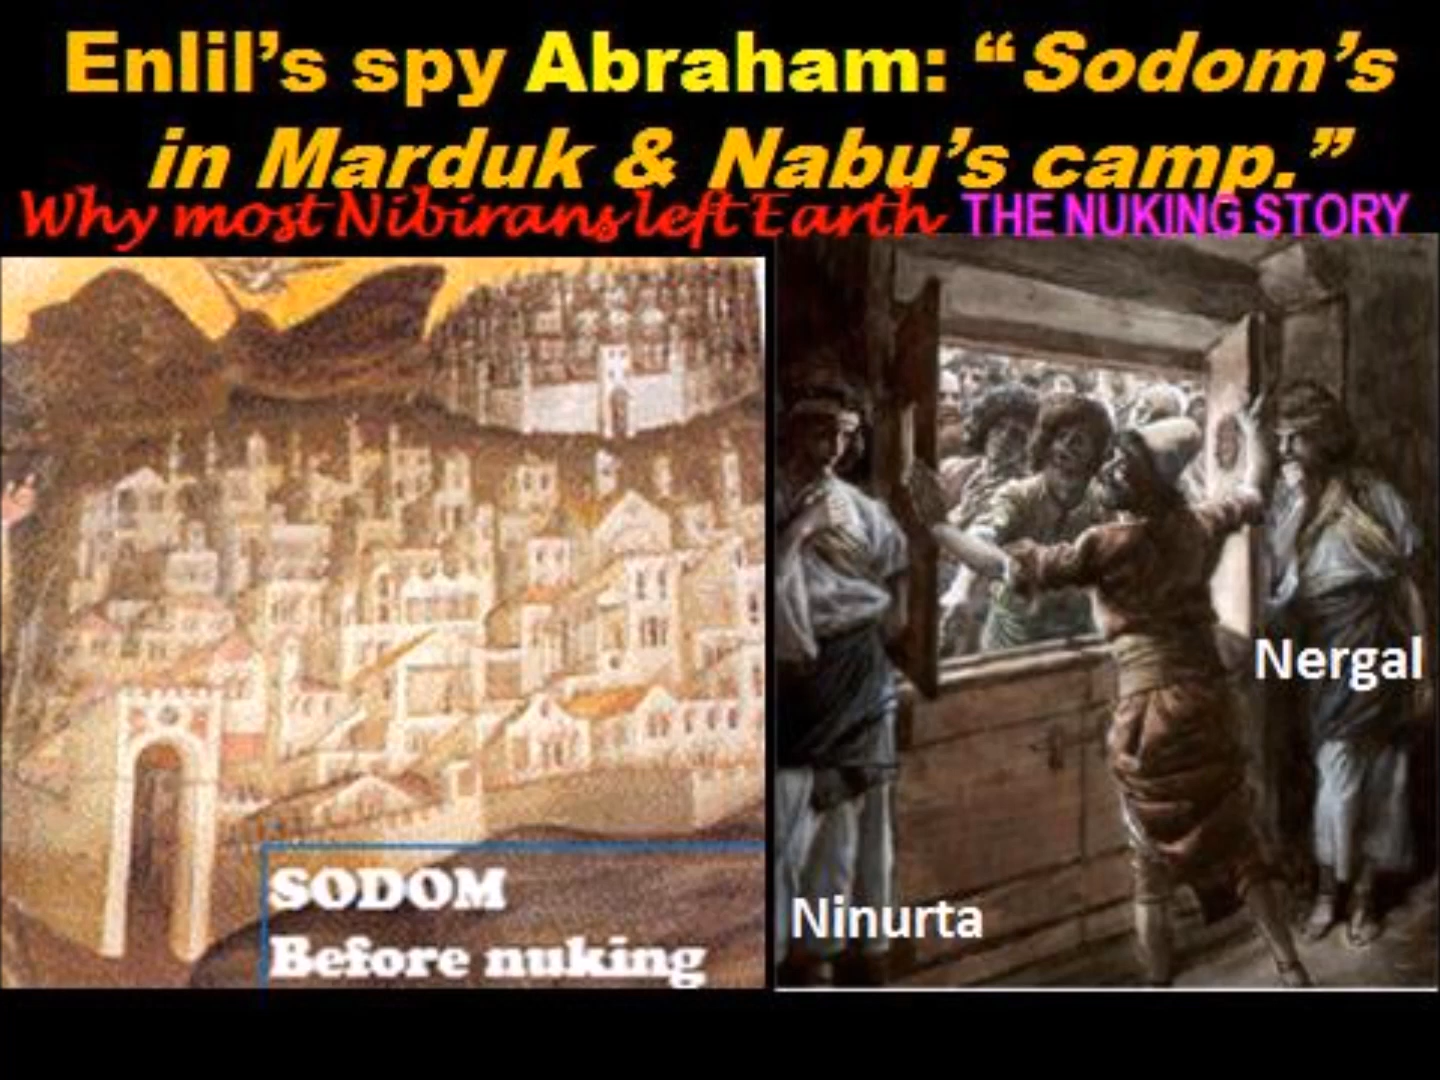 Enlil’s spy Abraham: “Sodom’s
in Marduk & Nabu’s camp.”
Why most Nibirans left Earth THE NUKING STORY
Nergal
SODOM
Before nuking
Ninurta